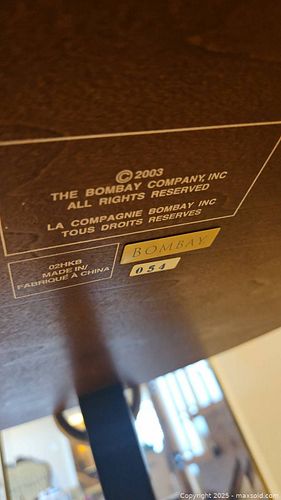 ©2003
THE BOMBAY COMPANY, INC
ALL RIGHTS RESERVED
LA COMPAGNIE BOMBAY INC
TOUS DROITS RESERVES
02HKB
MADE IN/
FABRIQUÉ À CHINA
BOMBAY
054
Copyright 2025 - maxsold.com